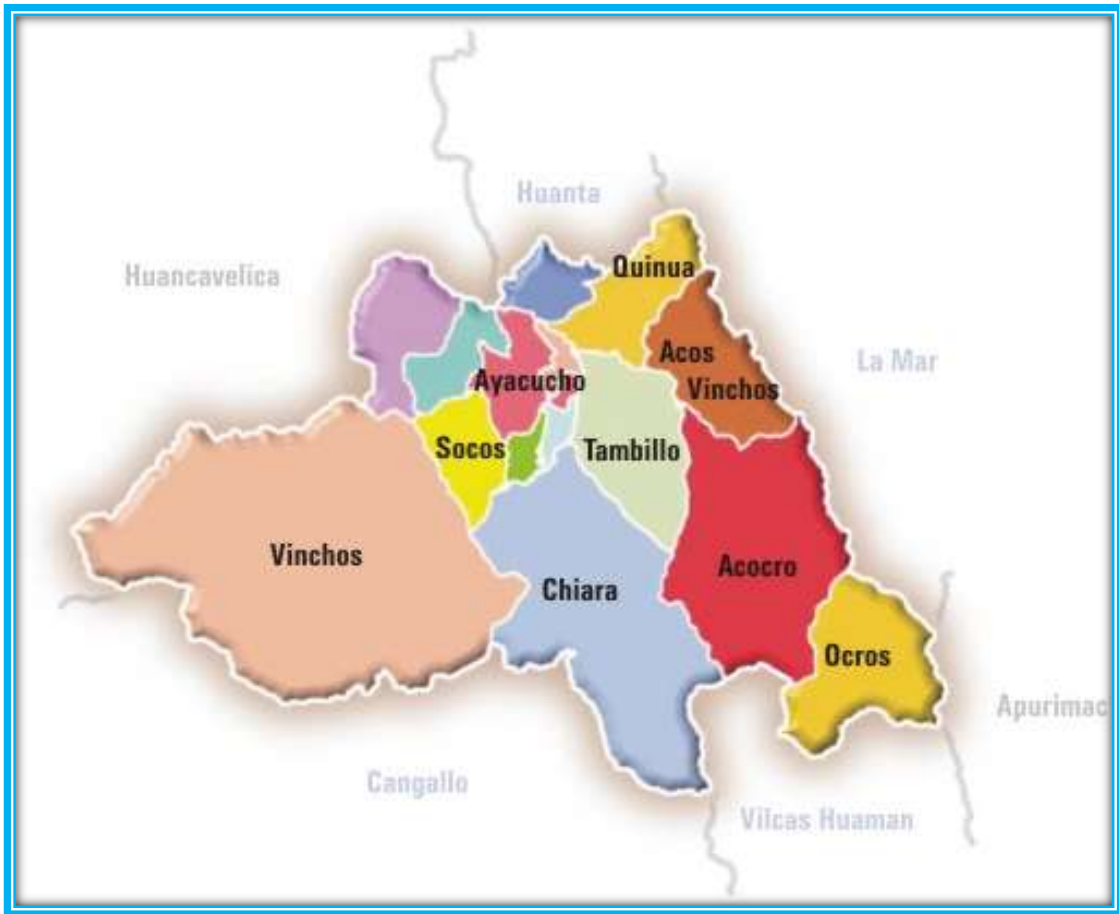 Huanta
Quinua
Huancavelica
Acos
Vinchos
La Mar
Ayacucho
Socos
Tambillo
Vinchos
Acocro
Chiara
Ocros
Apurimac
Cangallo
Vilcas Huaman